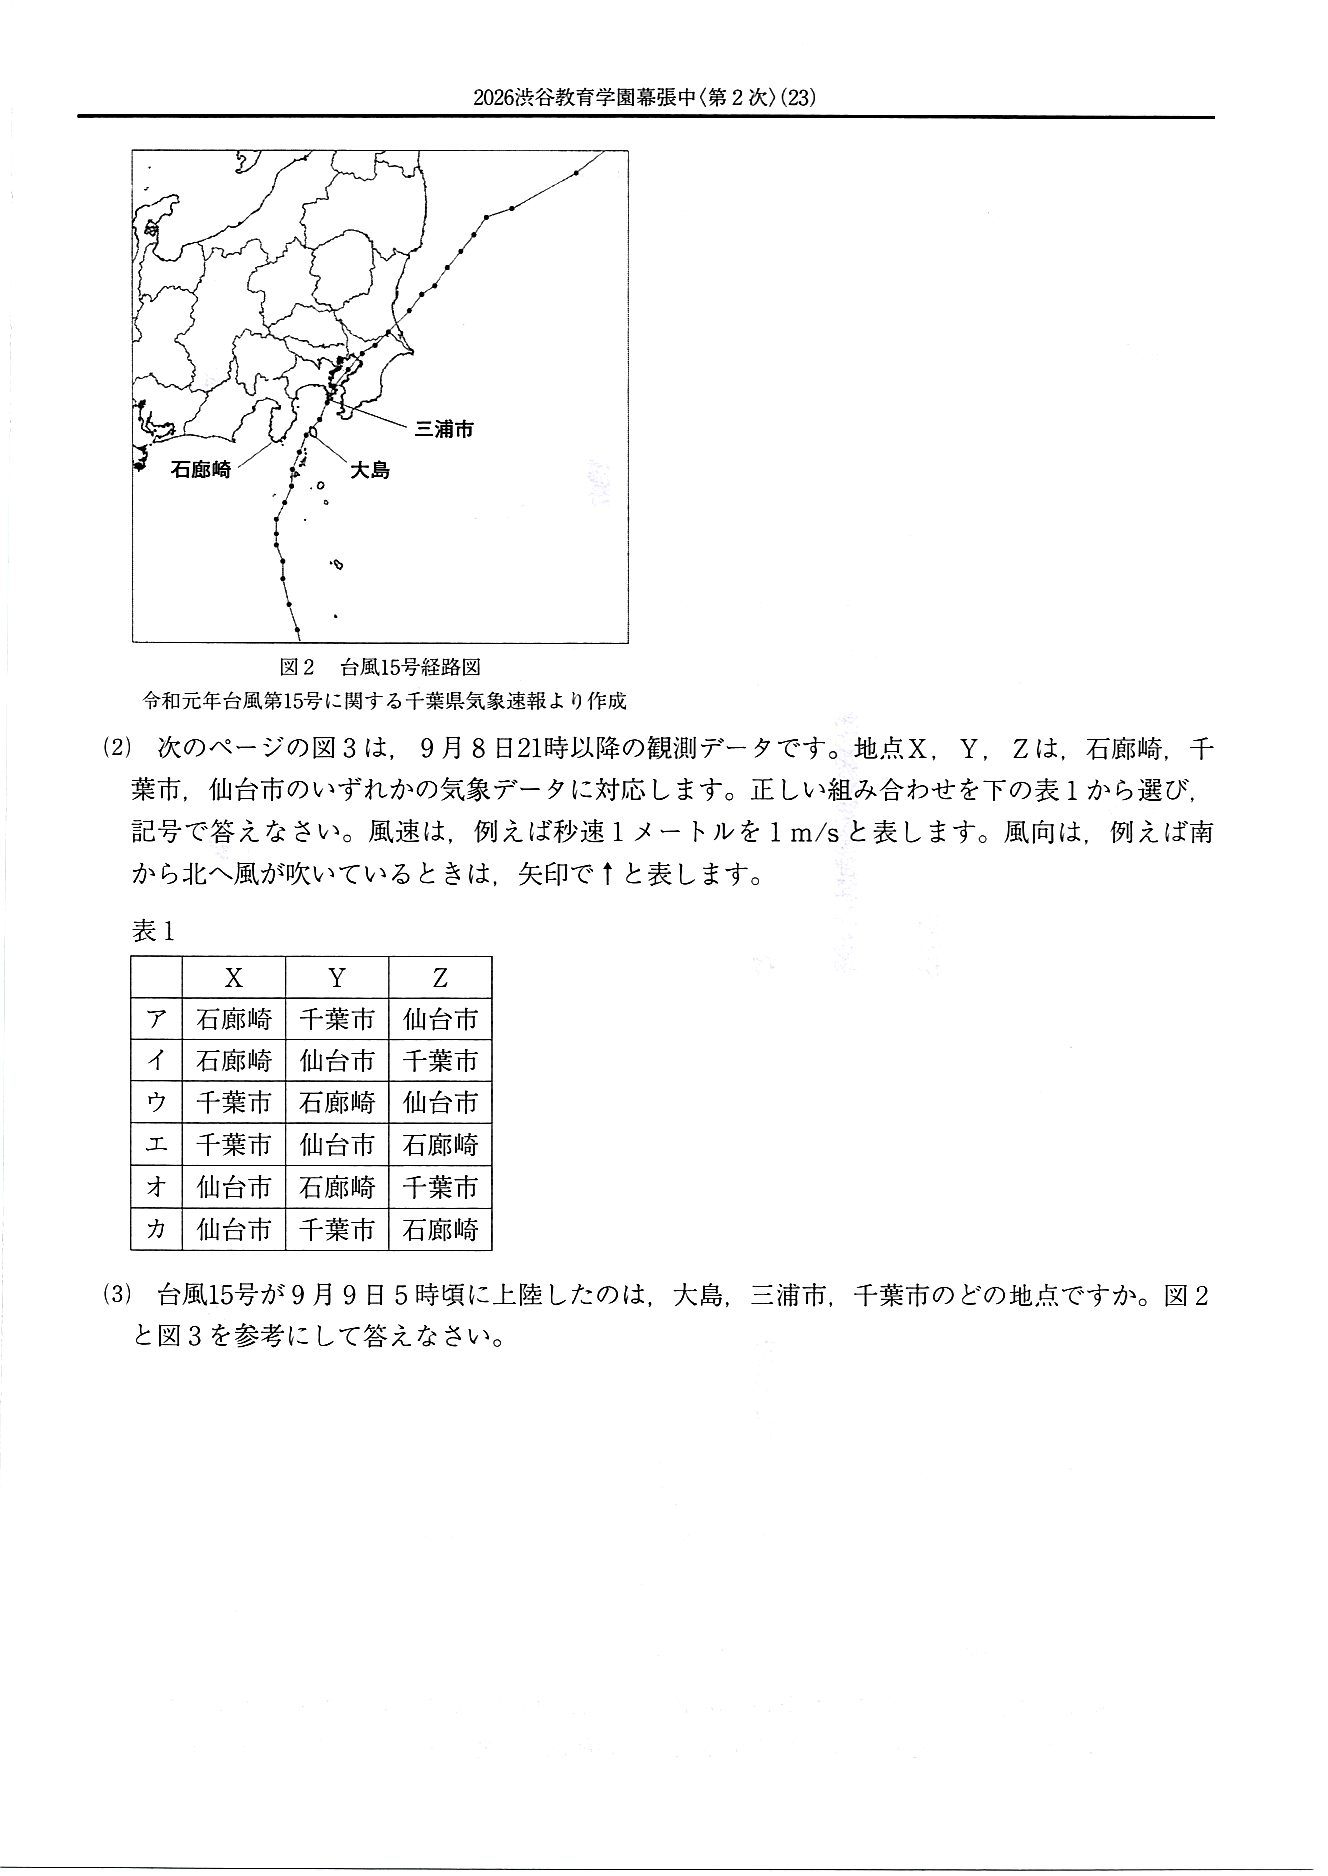 2026渋谷教育学園幕張中〈第2次〉(23)
三浦市
石廊崎
大島
図2 台風15号経路図
令和元年台風第15号に関する千葉県気象速報より作成
(2) 次のページの図3は，9月8日21時以降の観測データです。地点X，Y，Zは，石廊崎，千
葉市，仙台市のいずれかの気象データに対応します。正しい組み合わせを下の表1から選び，
記号で答えなさい。風速は，例えば秒速1メートルを1m/sと表します。風向は，例えば南
から北へ風が吹いているときは，矢印で↑と表します。
表1
X Y Z
ア 石廊崎 千葉市 仙台市
イ 石廊崎 仙台市 千葉市
ウ 千葉市 石廊崎 仙台市
エ 千葉市 仙台市 石廊崎
オ 仙台市 石廊崎 千葉市
カ 仙台市 千葉市 石廊崎
(3) 台風15号が9月9日5時頃に上陸したのは，大島，三浦市，千葉市のどの地点ですか。図2
と図3を参考にして答えなさい。